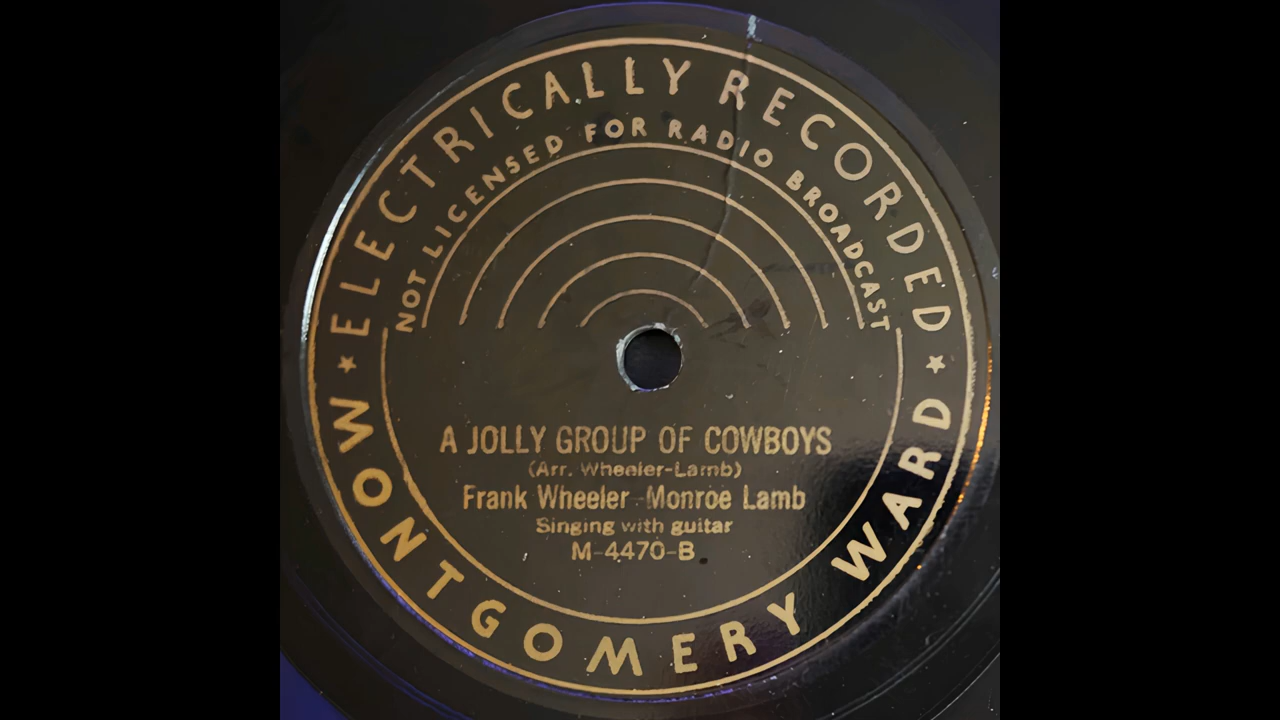 ★ ELECTRICALLY RECORDED ★
NOT LICENSED FOR RADIO BROADCAST
A JOLLY GROUP OF COWBOYS
(Arr. Wheeler-Lamb)
Frank Wheeler-Monroe Lamb
Singing with guitar
M-4470-B
MONTGOMERY WARD